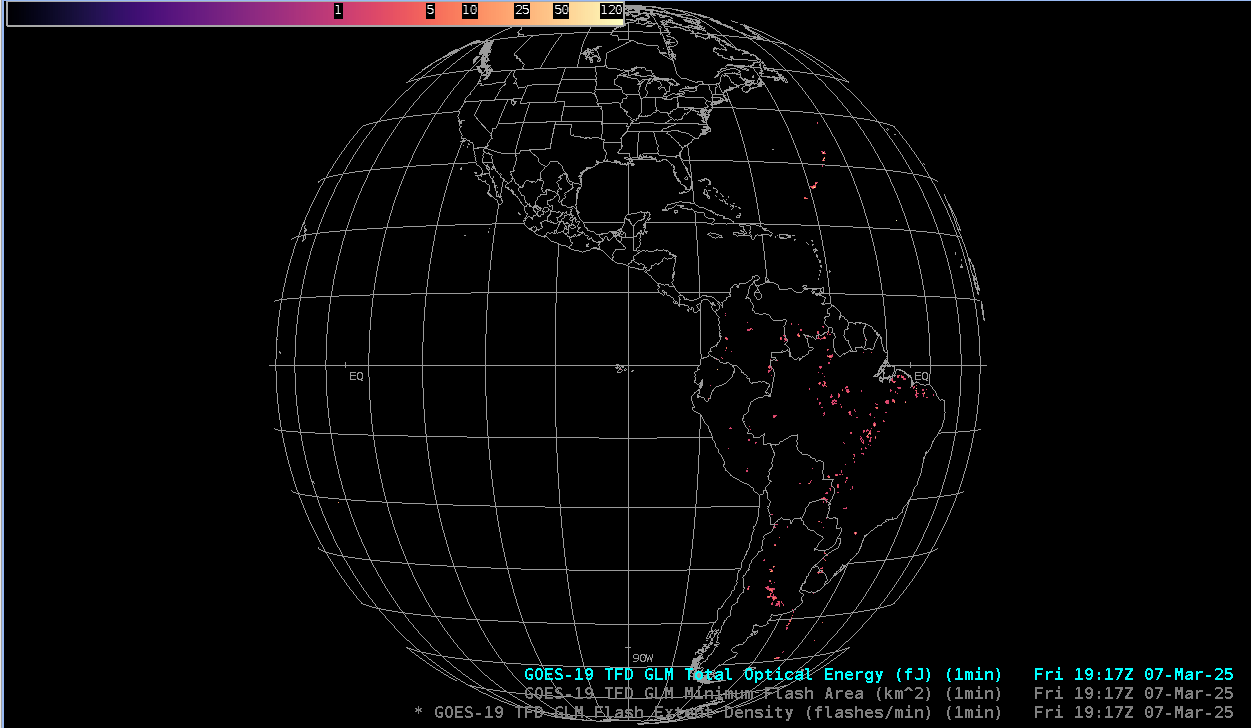 1 5 10 25 50 120
EQ EQ
90W
GOES-19 TFD GLM Total Optical Energy (fJ) (1min) Fri 19:17Z 07-Mar-25
GOES-19 TFD GLM Minimum Flash Area (km^2) (1min) Fri 19:17Z 07-Mar-25
* GOES-19 TFD GLM Flash Extent Density (flashes/min) (1min) Fri 19:17Z 07-Mar-25